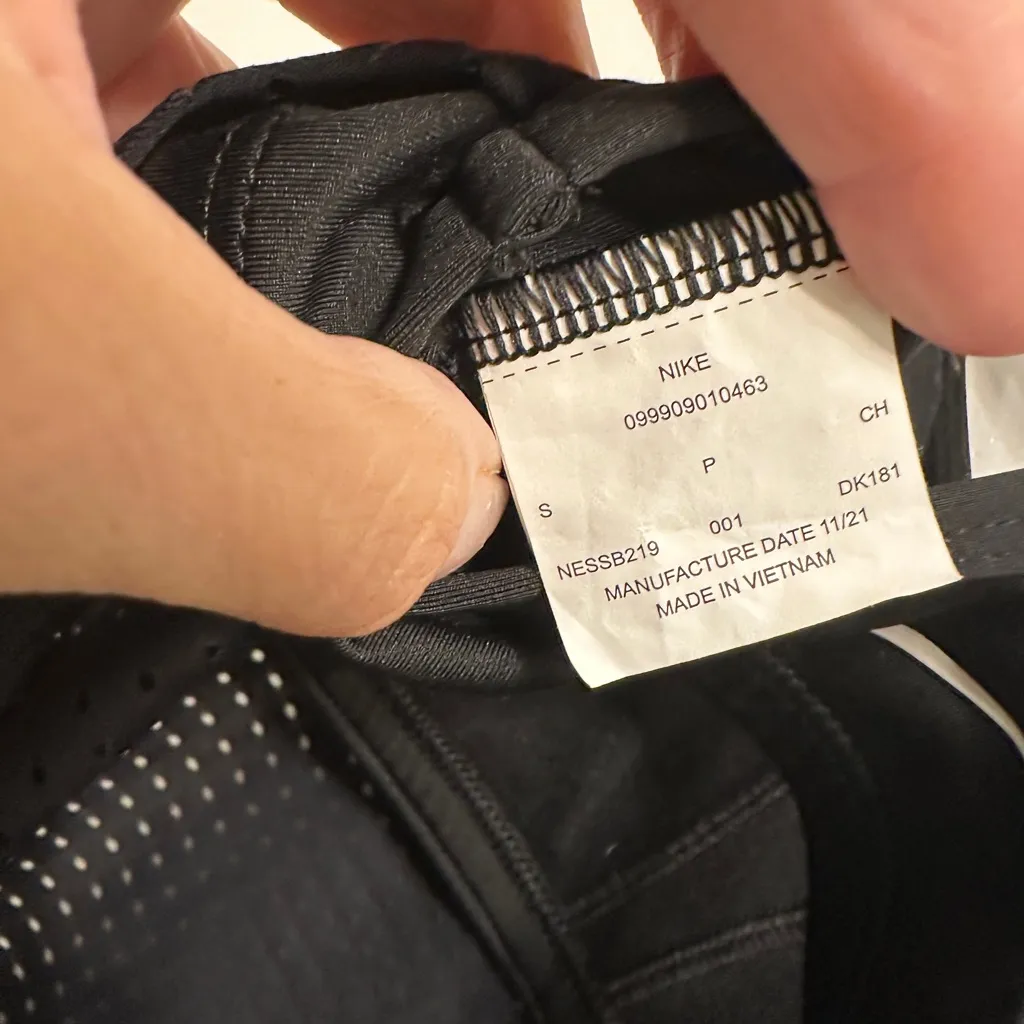 NIKE
099909010463
CH
P
S
DK181
001
NESSB219
MANUFACTURE DATE 11/21
MADE IN VIETNAM